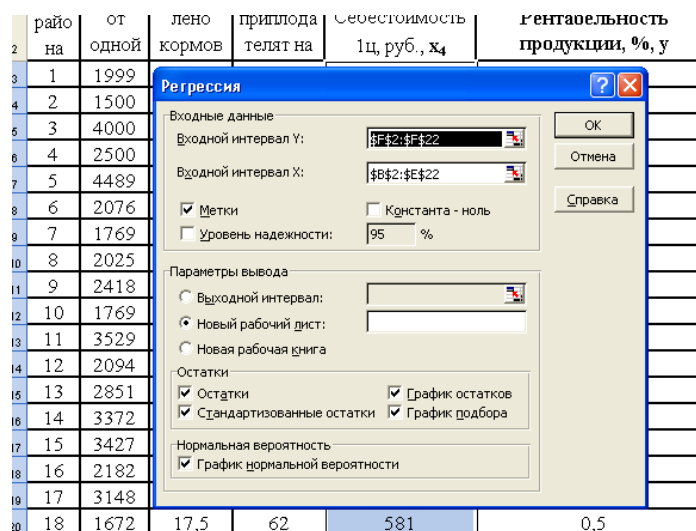 райо от лено приплода Себестоимость Рентабельность
2 на одной кормов телят на 1ц, руб., x₄ продукции, %, y
3 1 1999
4 2 1500
5 3 4000
6 4 2500
7 5 4489
8 6 2076
9 7 1769
10 8 2025
11 9 2418
12 10 1769
13 11 3529
14 12 2094
15 13 2851
16 14 3372
17 15 3427
18 16 2182
19 17 3148
20 18 1672 17,5 62 581 0,5
Регрессия
Входные данные
Входной интервал Y: $F$2:$F$22
Входной интервал X: $B$2:$E$22
Метки Константа - ноль
Уровень надежности: 95 %
ОК
Отмена
Справка
Параметры вывода
Выходной интервал:
Новый рабочий лист:
Новая рабочая книга
Остатки
Остатки График остатков
Стандартизованные остатки График подбора
Нормальная вероятность
График нормальной вероятности